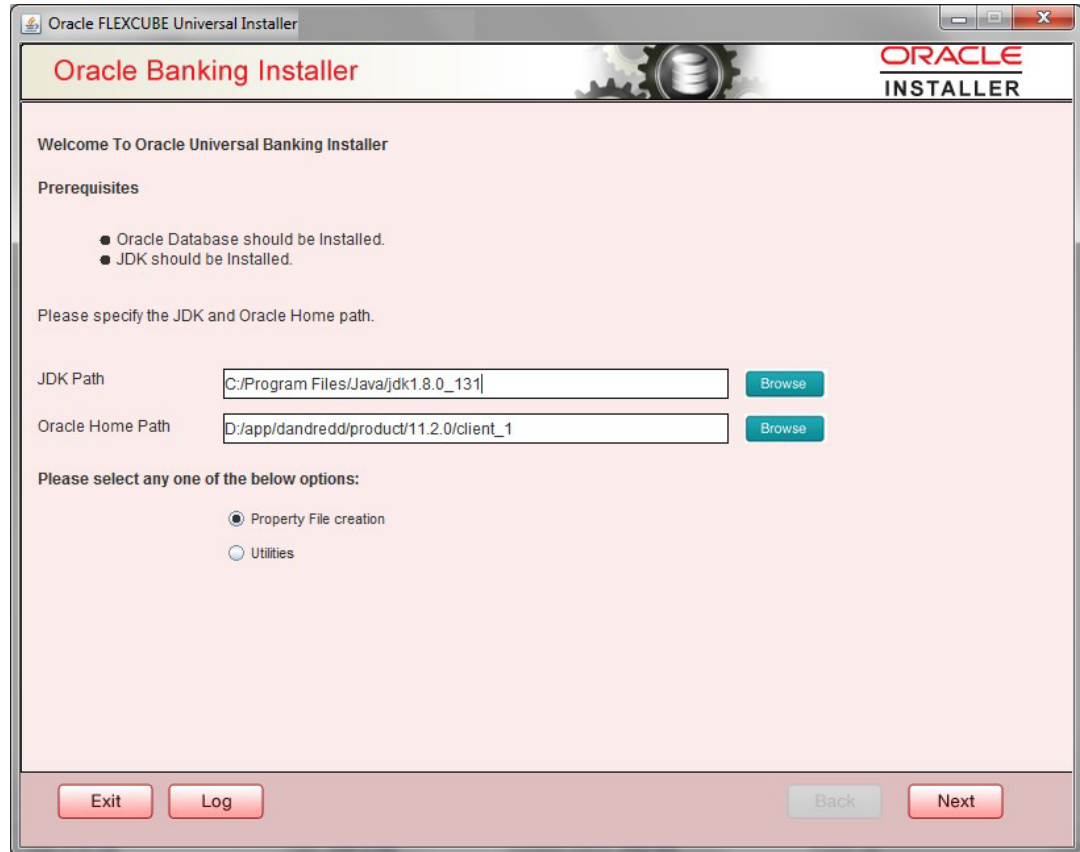 Oracle FLEXCUBE Universal Installer
Oracle Banking Installer
ORACLE
INSTALLER
Welcome To Oracle Universal Banking Installer
Prerequisites
Oracle Database should be Installed.
JDK should be Installed.
Please specify the JDK and Oracle Home path.
JDK Path
C:/Program Files/Java/jdk1.8.0_131
Browse
Oracle Home Path
D:/app/dandredd/product/11.2.0/client_1
Browse
Please select any one of the below options:
Property File creation
Utilities
Exit
Log
Back
Next